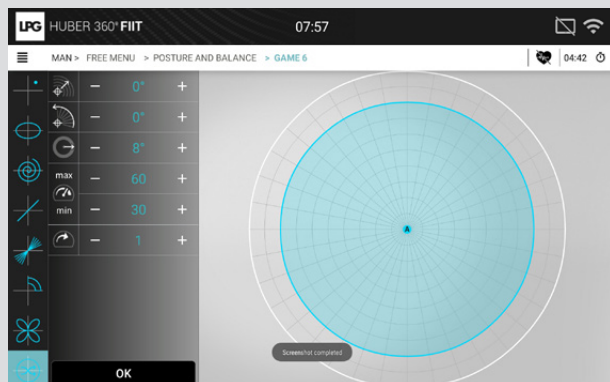 LPG HUBER 360° FIIT 07:57
MAN > FREE MENU > POSTURE AND BALANCE > GAME 6 04:42
− 0° +
− 0° +
− 8° +
max − 60 +
min − 30 +
− 1 +
A
Screenshot completed
OK